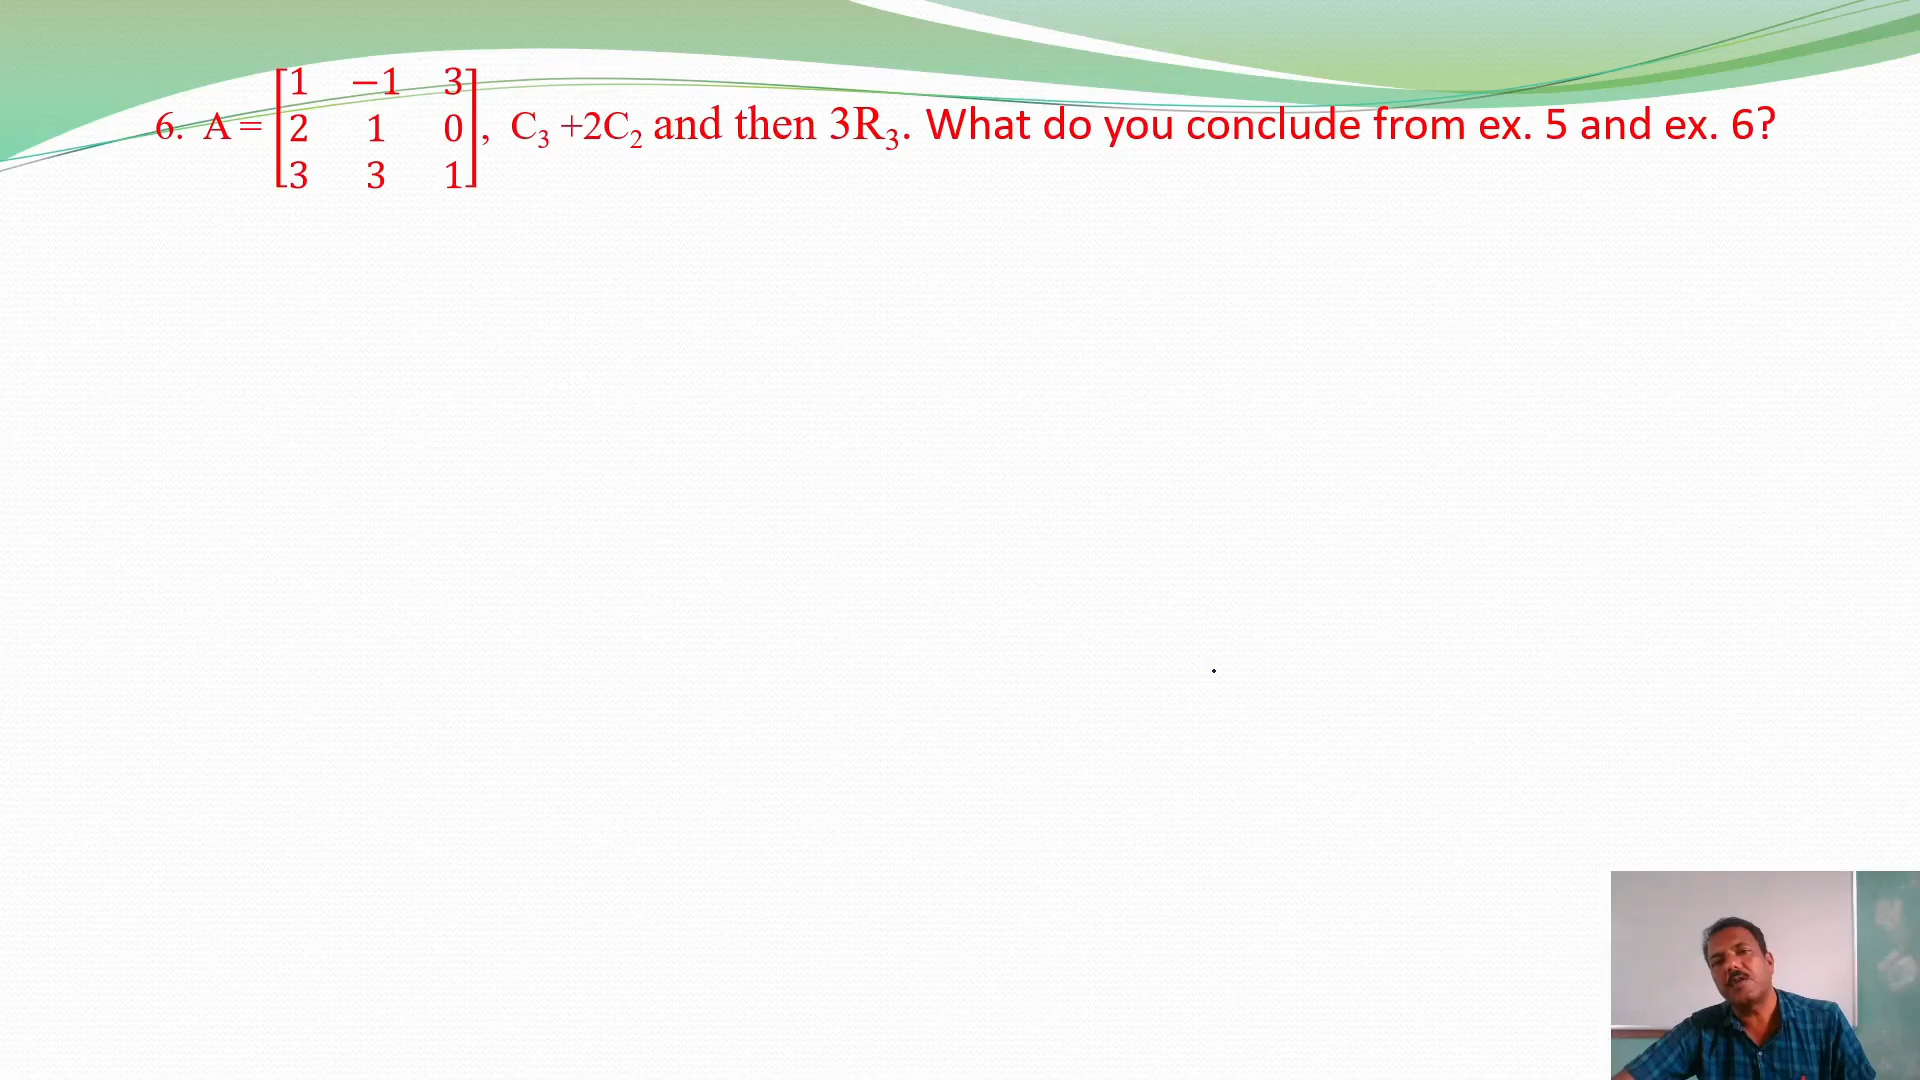 6. A = [1 −1 3
2 1 0
3 3 1], C₃ +2C₂ and then 3R₃. What do you conclude from ex. 5 and ex. 6?